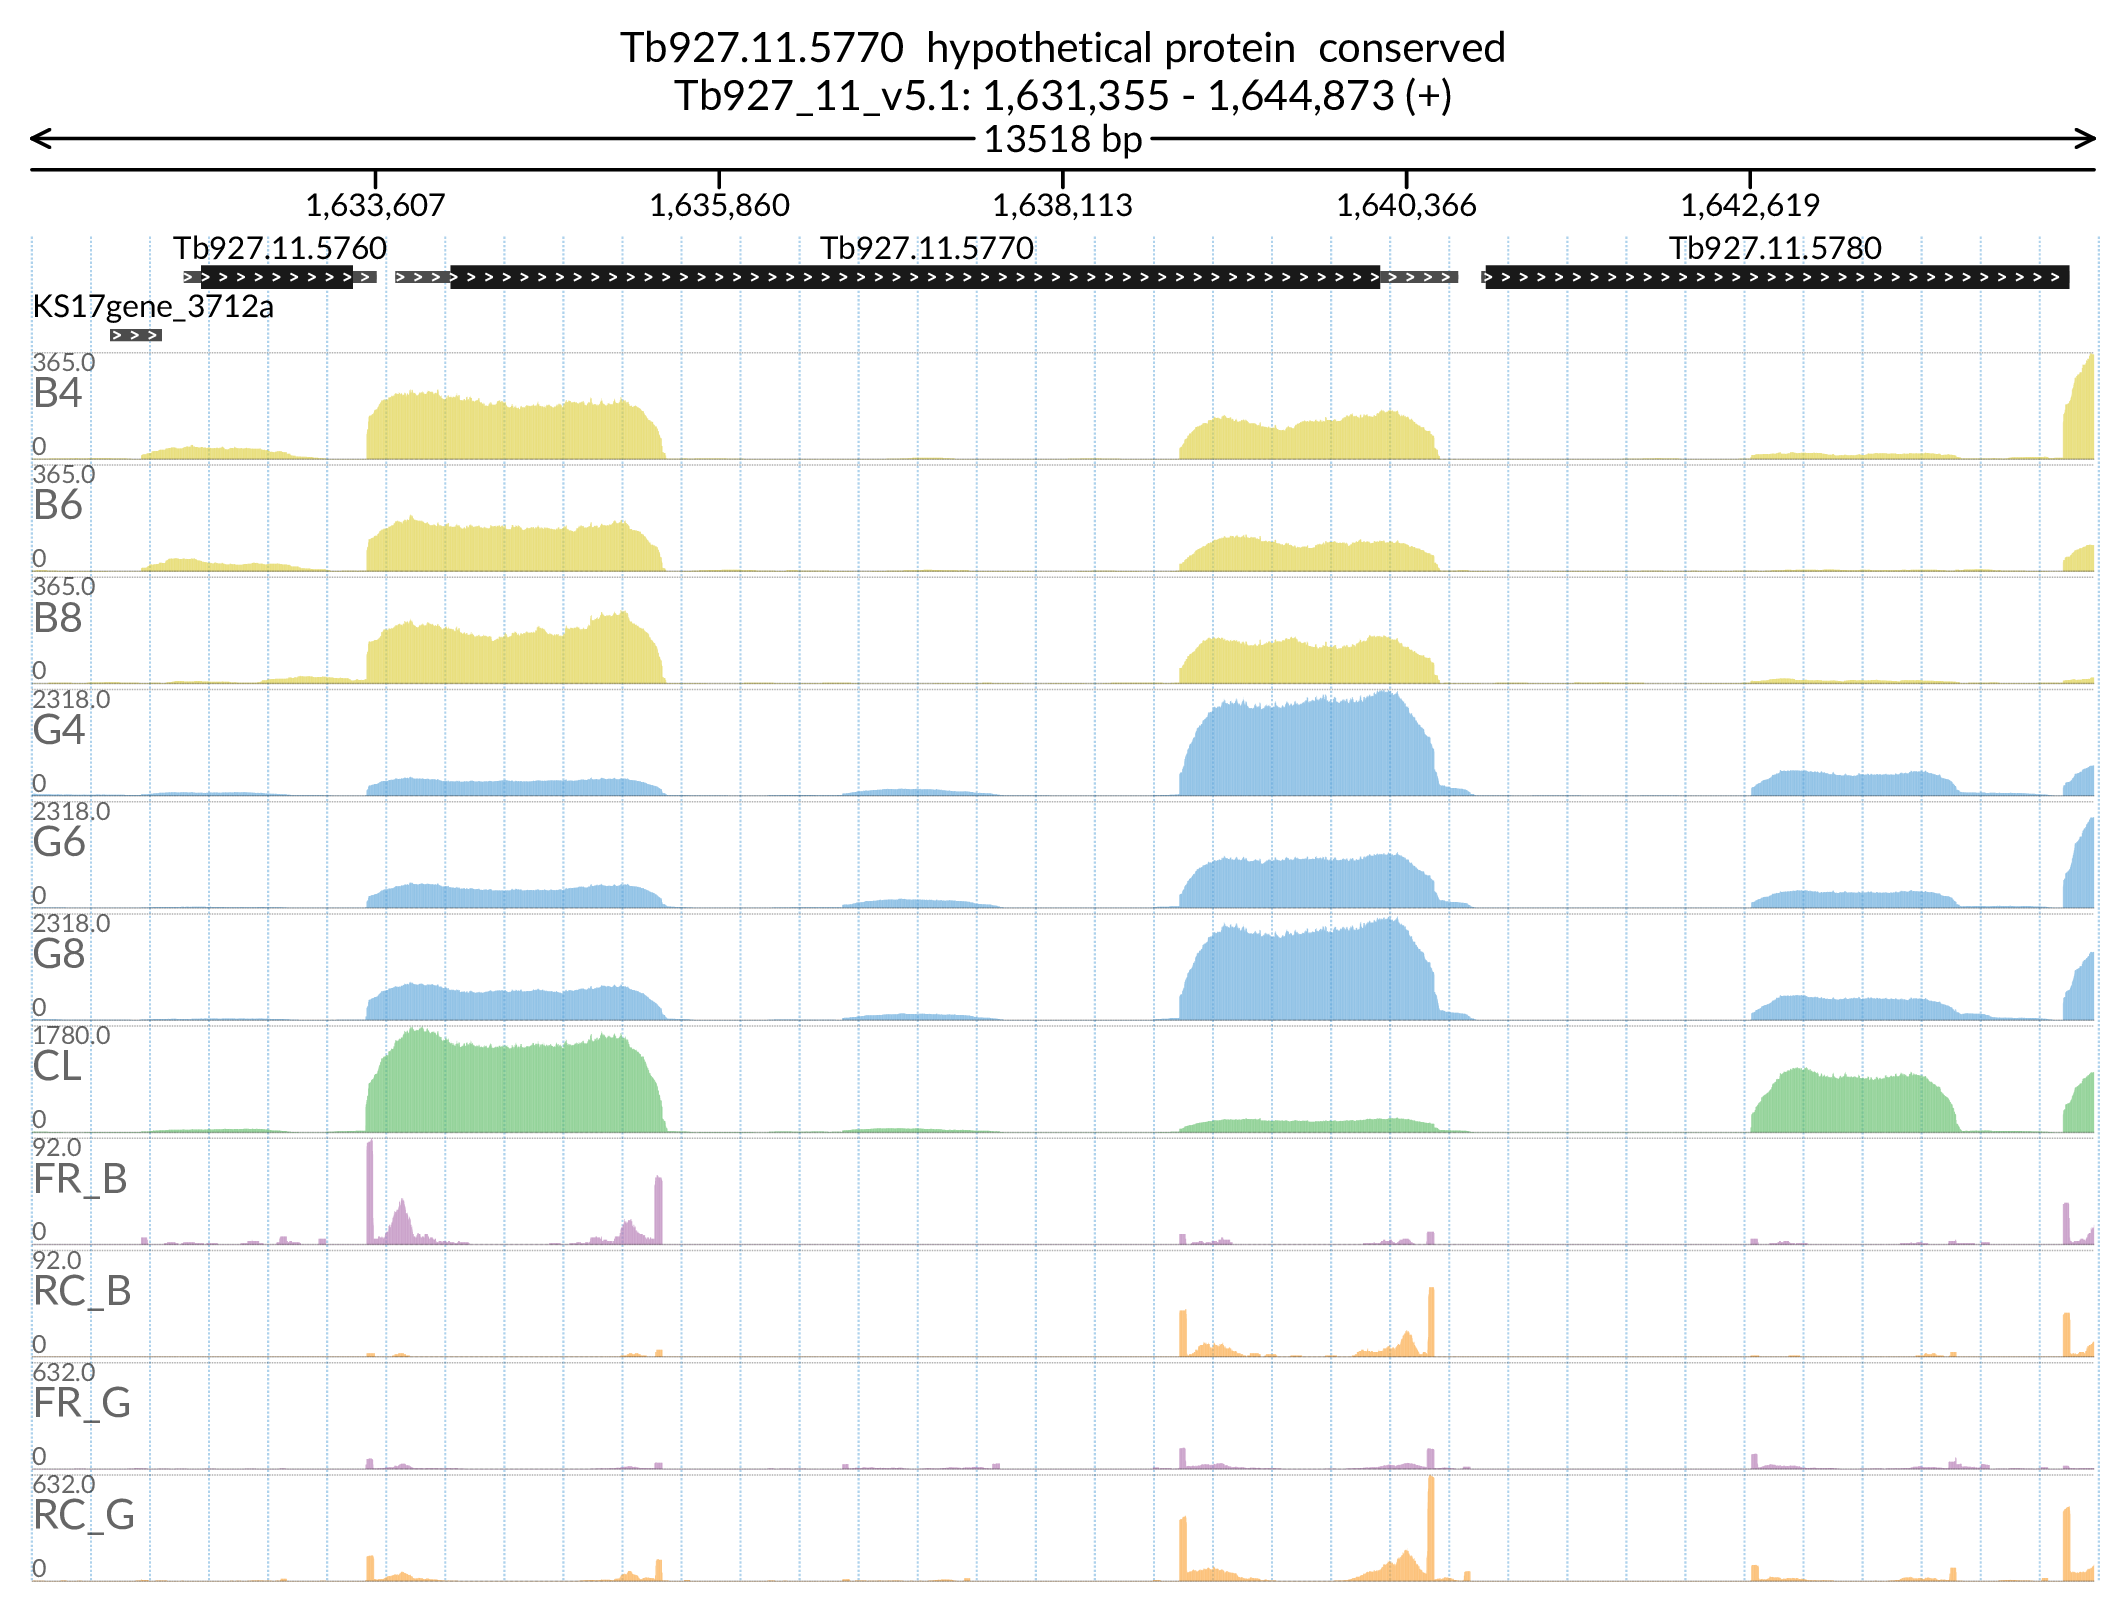 Tb927.11.5770 hypothetical protein conserved
Tb927_11_v5.1: 1,631,355 - 1,644,873 (+)
13518 bp
1,633,607 1,635,860 1,638,113 1,640,366 1,642,619
Tb927.11.5760 Tb927.11.5770 Tb927.11.5780
KS17gene_3712a
365.0
B4
0
365.0
B6
0
365.0
B8
0
2318.0
G4
0
2318.0
G6
0
2318.0
G8
0
1780.0
CL
0
92.0
FR_B
0
92.0
RC_B
0
632.0
FR_G
0
632.0
RC_G
0